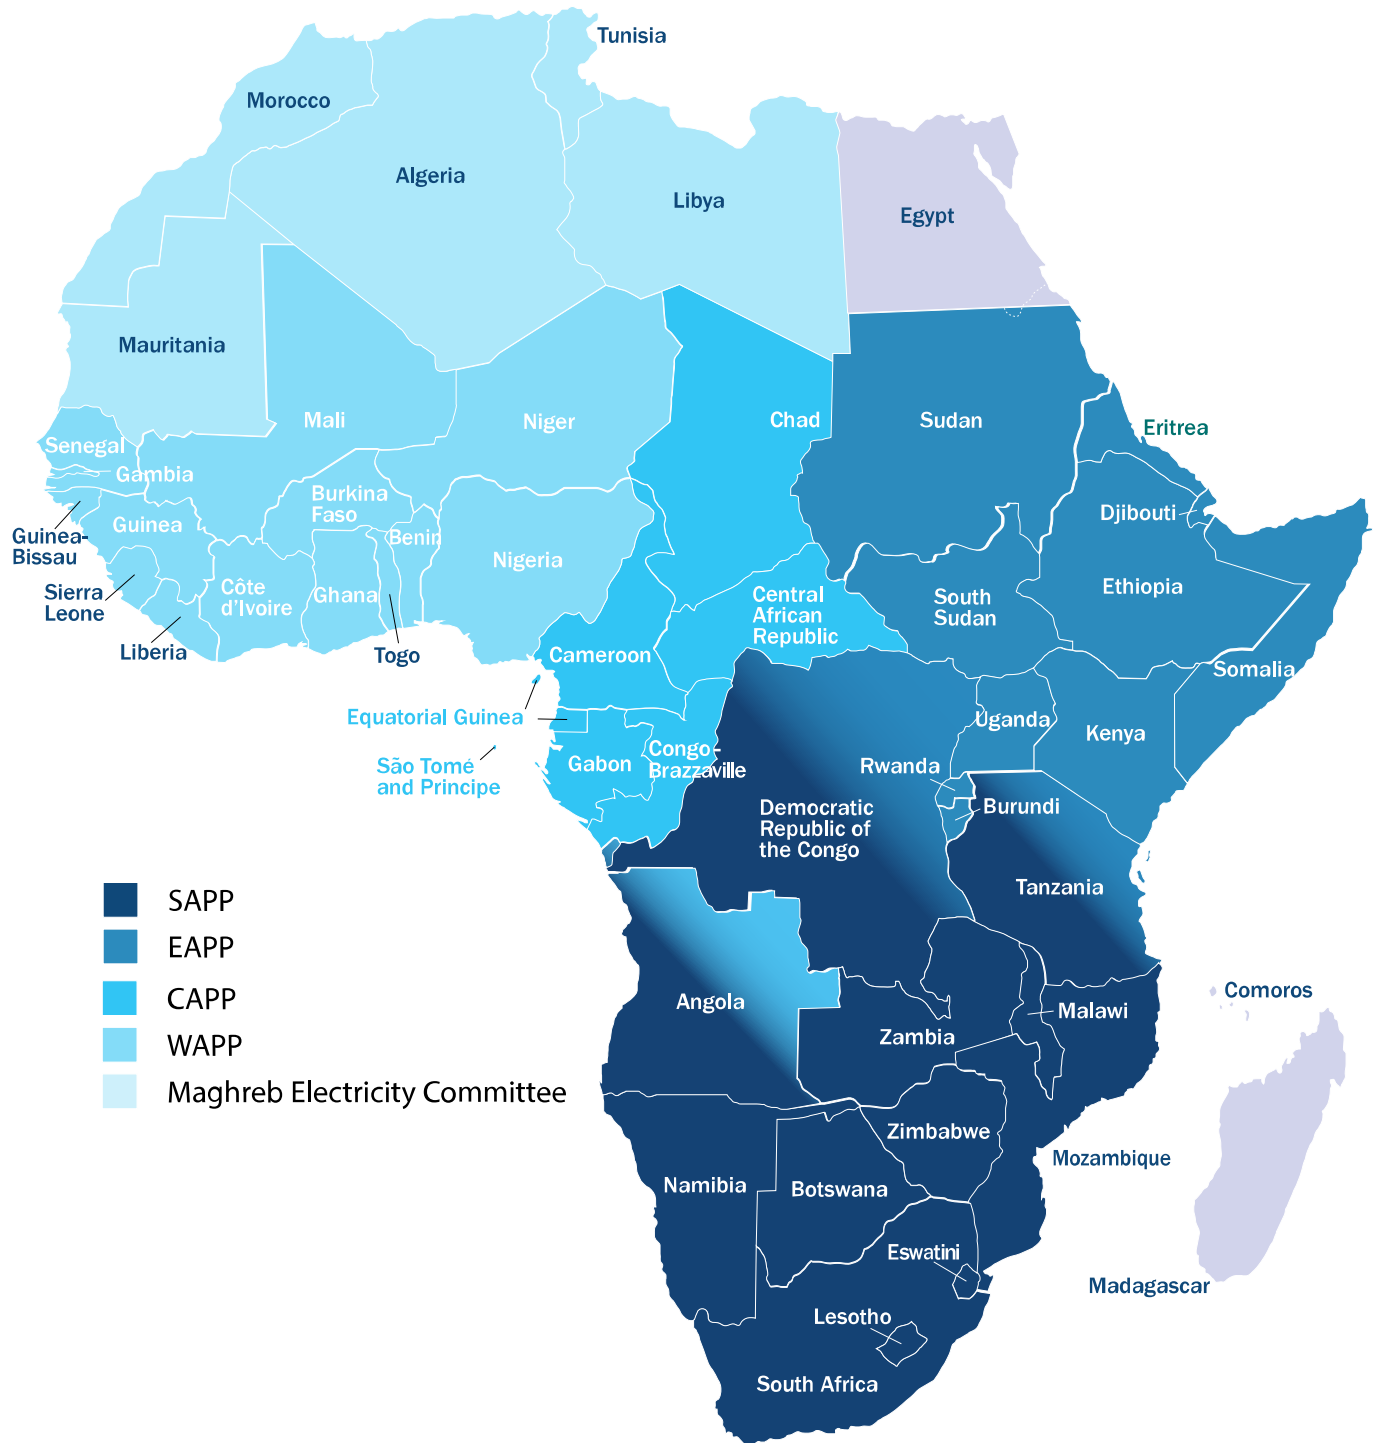 Tunisia
Morocco
Algeria
Libya
Egypt
Mauritania
Mali
Niger
Chad
Sudan
Eritrea
Senegal
Gambia
Burkina
Faso
Guinea
Benin
Nigeria
Djibouti
Guinea-
Bissau
Sierra
Leone
Côte
d'Ivoire
Ghana
Central
African
Republic
South
Sudan
Ethiopia
Liberia
Togo
Cameroon
Somalia
Equatorial Guinea
Uganda
Kenya
São Tomé
and Principe
Gabon
Congo-
Brazzaville
Rwanda
Burundi
Democratic
Republic of
the Congo
Tanzania
SAPP
EAPP
CAPP
WAPP
Maghreb Electricity Committee
Angola
Zambia
Malawi
Comoros
Zimbabwe
Mozambique
Namibia
Botswana
Eswatini
Madagascar
Lesotho
South Africa